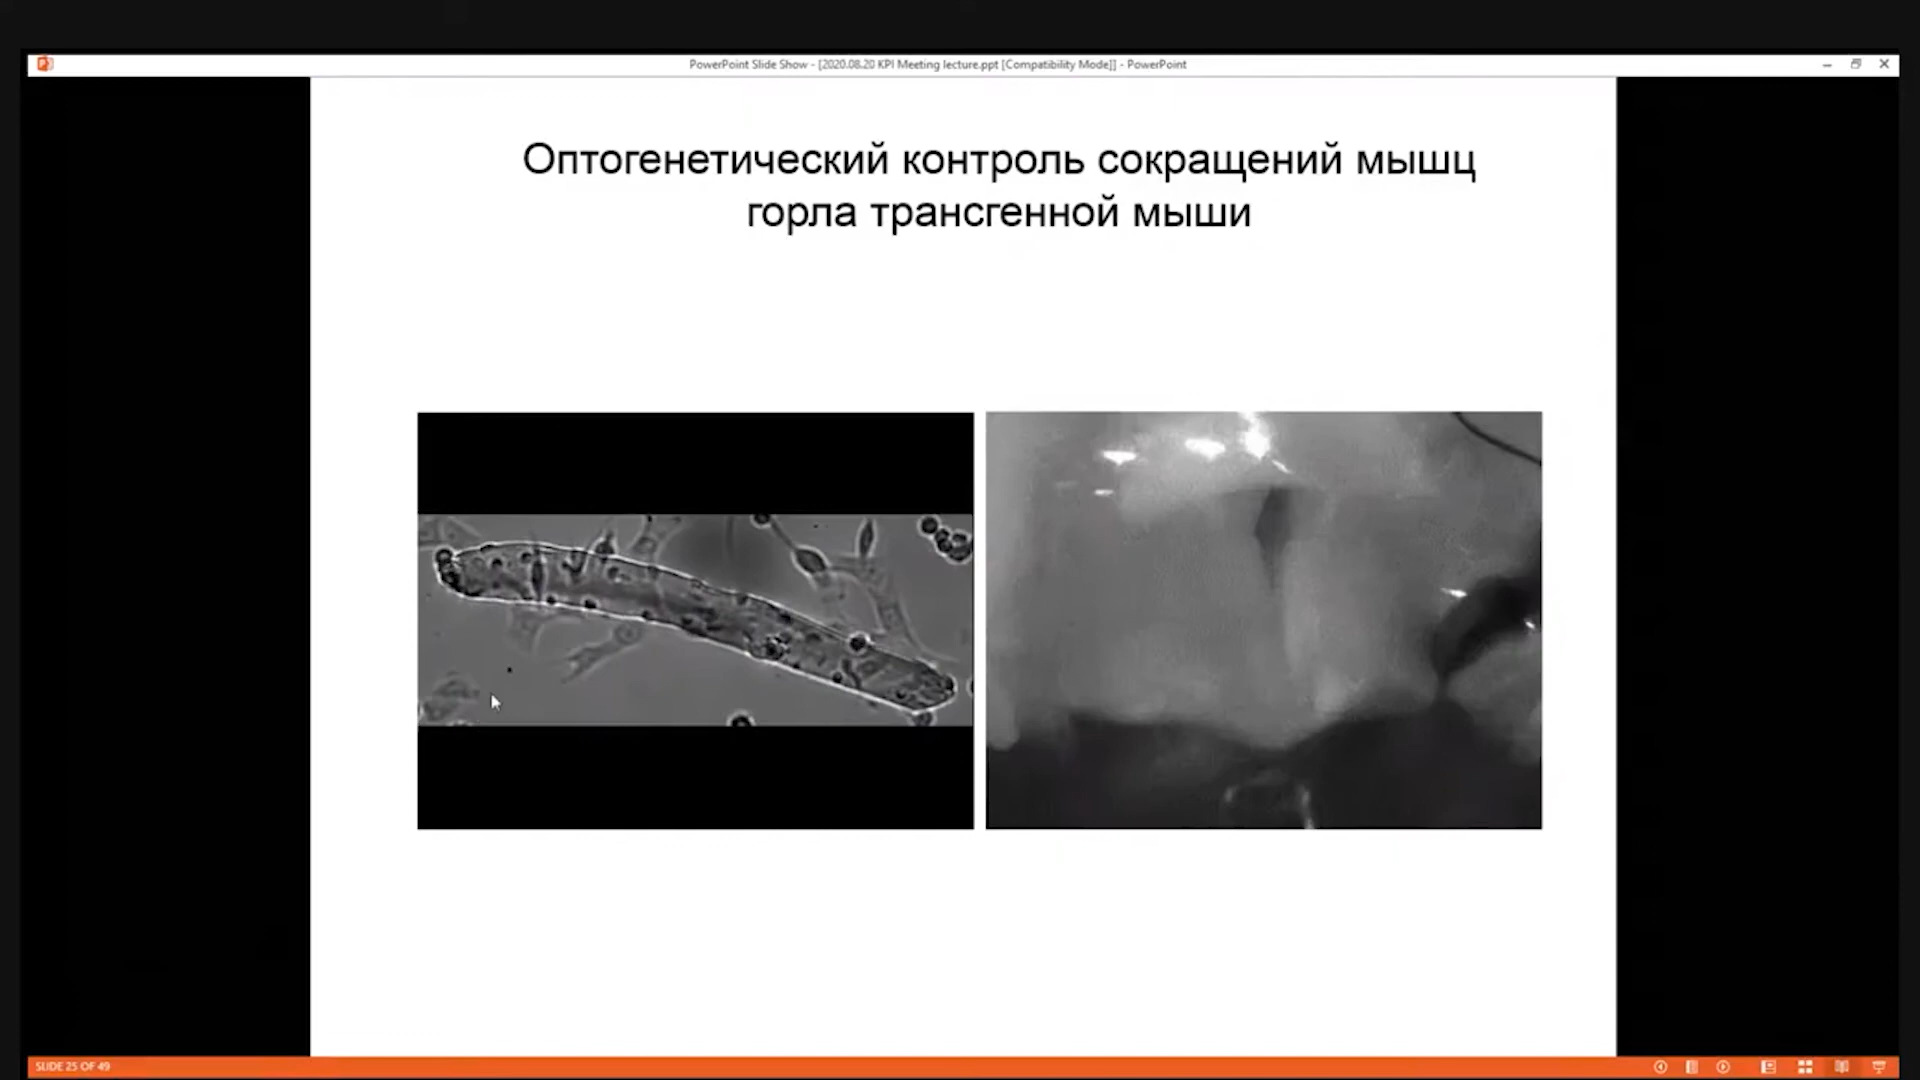 PowerPoint Slide Show - [2020.08.20 KPI Meeting lecture.ppt [Compatibility Mode]] - PowerPoint
Оптогенетический контроль сокращений мышц
горла трансгенной мыши
SLIDE 25 OF 49